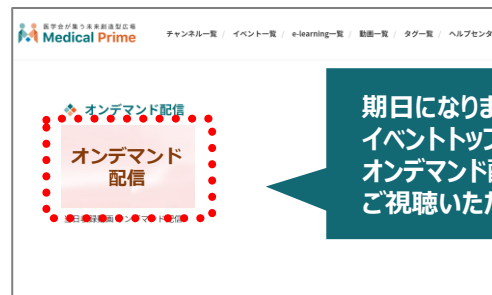 医学会が集う未来創造型広場
Medical Prime
チャンネル一覧 / イベント一覧 / e-learning一覧 / 動画一覧 / タグ一覧 / ヘルプセンタ
オンデマンド配信
オンデマンド
配信
期日になりま
イベントトップ
オンデマンド
ご視聴いただ